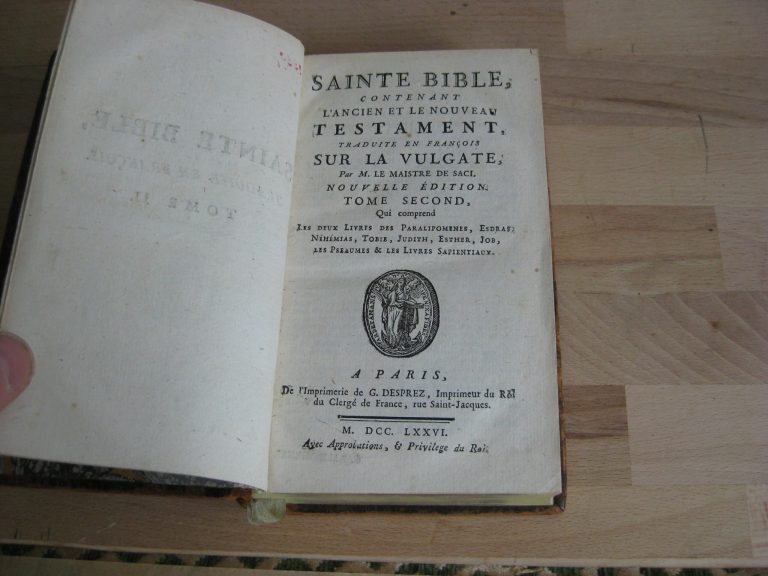 SAINTE BIBLE,
CONTENANT
L'ANCIEN ET LE NOUVEAU
TESTAMENT,
TRADUITE EN FRANÇOIS
SUR LA VULGATE,
Par M. LE MAISTRE DE SACI.
NOUVELLE ÉDITION.
TOME SECOND,
Qui comprend
Les deux Livres des Paralipomenes, Esdras,
Néhémias, Tobie, Judith, Esther, Job,
les Pseaumes & les Livres Sapientiaux.
A PARIS,
De l'Imprimerie de G. DESPREZ, Imprimeur du Roi
du Clergé de France, rue Saint-Jacques.
M. DCC. LXXVI.
Avec Approbations, & Privilege du Roi.